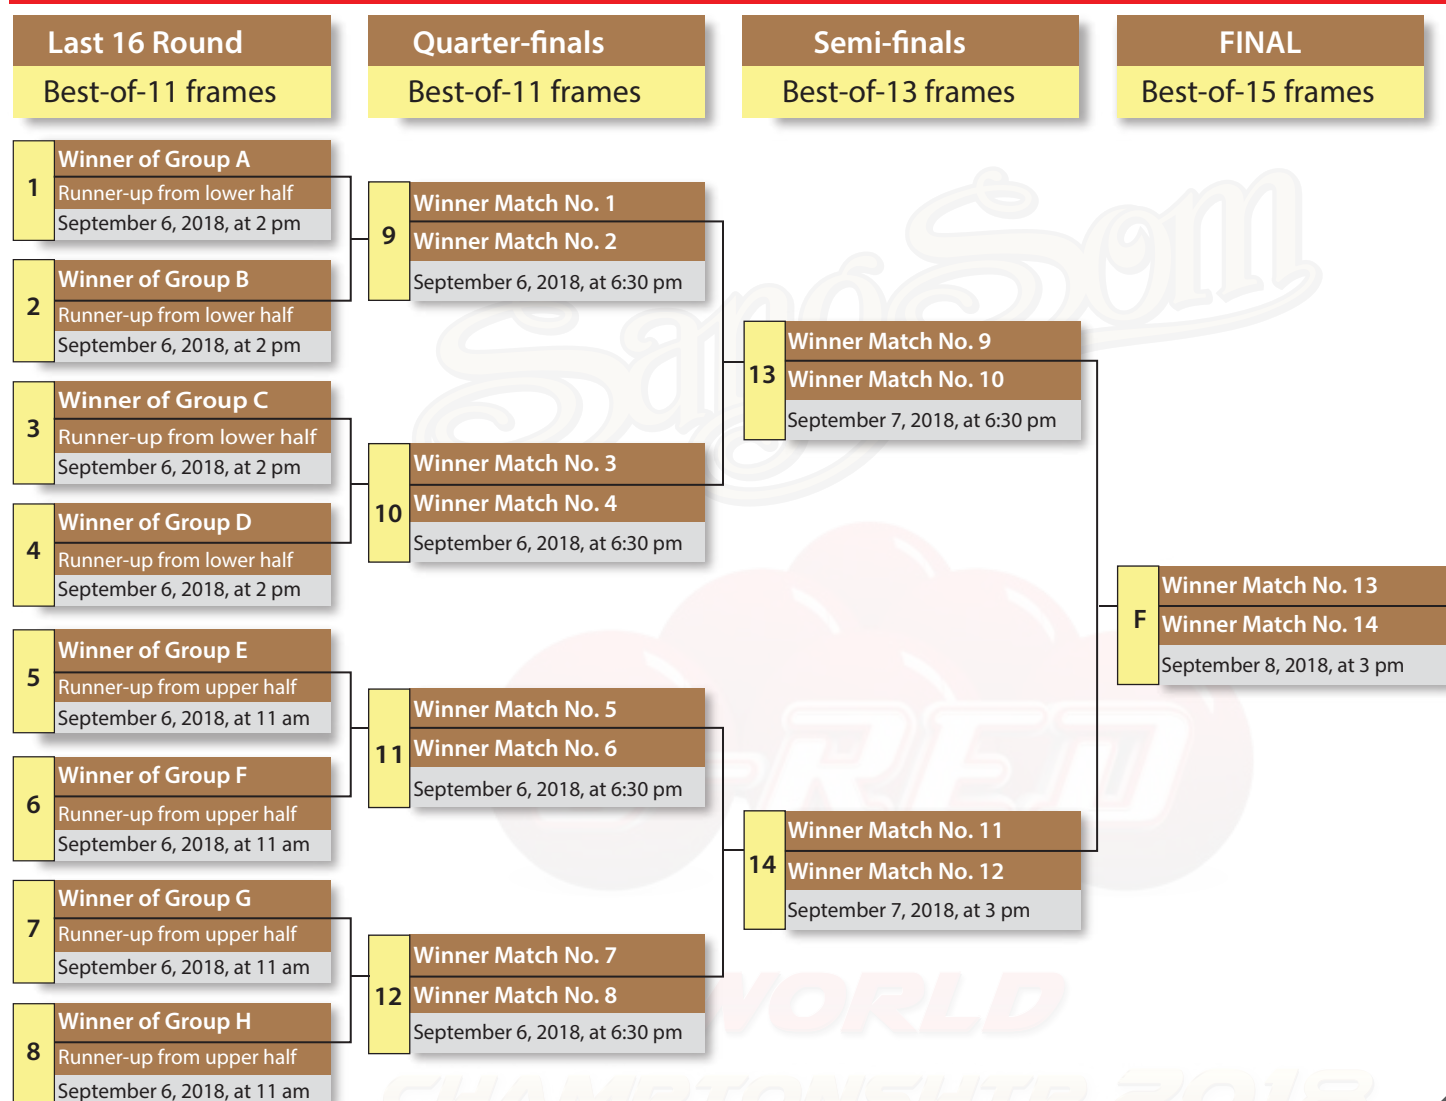 Last 16 Round
Best-of-11 frames
Quarter-finals
Best-of-11 frames
Semi-finals
Best-of-13 frames
FINAL
Best-of-15 frames
1
Winner of Group A
Runner-up from lower half
September 6, 2018, at 2 pm
2
Winner of Group B
Runner-up from lower half
September 6, 2018, at 2 pm
3
Winner of Group C
Runner-up from lower half
September 6, 2018, at 2 pm
4
Winner of Group D
Runner-up from lower half
September 6, 2018, at 2 pm
5
Winner of Group E
Runner-up from upper half
September 6, 2018, at 11 am
6
Winner of Group F
Runner-up from upper half
September 6, 2018, at 11 am
7
Winner of Group G
Runner-up from upper half
September 6, 2018, at 11 am
8
Winner of Group H
Runner-up from upper half
September 6, 2018, at 11 am
9
Winner Match No. 1
Winner Match No. 2
September 6, 2018, at 6:30 pm
10
Winner Match No. 3
Winner Match No. 4
September 6, 2018, at 6:30 pm
11
Winner Match No. 5
Winner Match No. 6
September 6, 2018, at 6:30 pm
12
Winner Match No. 7
Winner Match No. 8
September 6, 2018, at 6:30 pm
13
Winner Match No. 9
Winner Match No. 10
September 7, 2018, at 6:30 pm
14
Winner Match No. 11
Winner Match No. 12
September 7, 2018, at 3 pm
F
Winner Match No. 13
Winner Match No. 14
September 8, 2018, at 3 pm
SangSom
RED
WORLD
CHAMPIONSHIP 2018